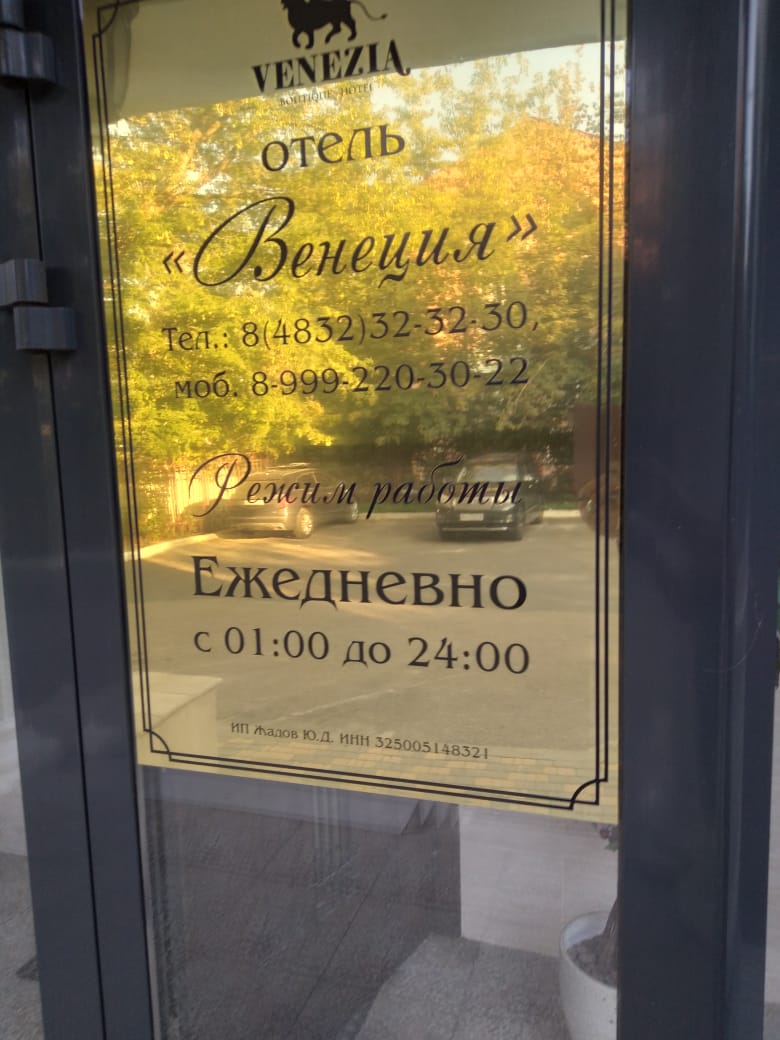 VENEZIA
BOUTIQUE HOTEL
отель
«Венеция»
Тел.: 8(4832)32-32-30,
моб. 8-999-220-30-22
Режим работы
Ежедневно
с 01:00 до 24:00
ИП Жадов Ю.Д. ИНН 325005148321